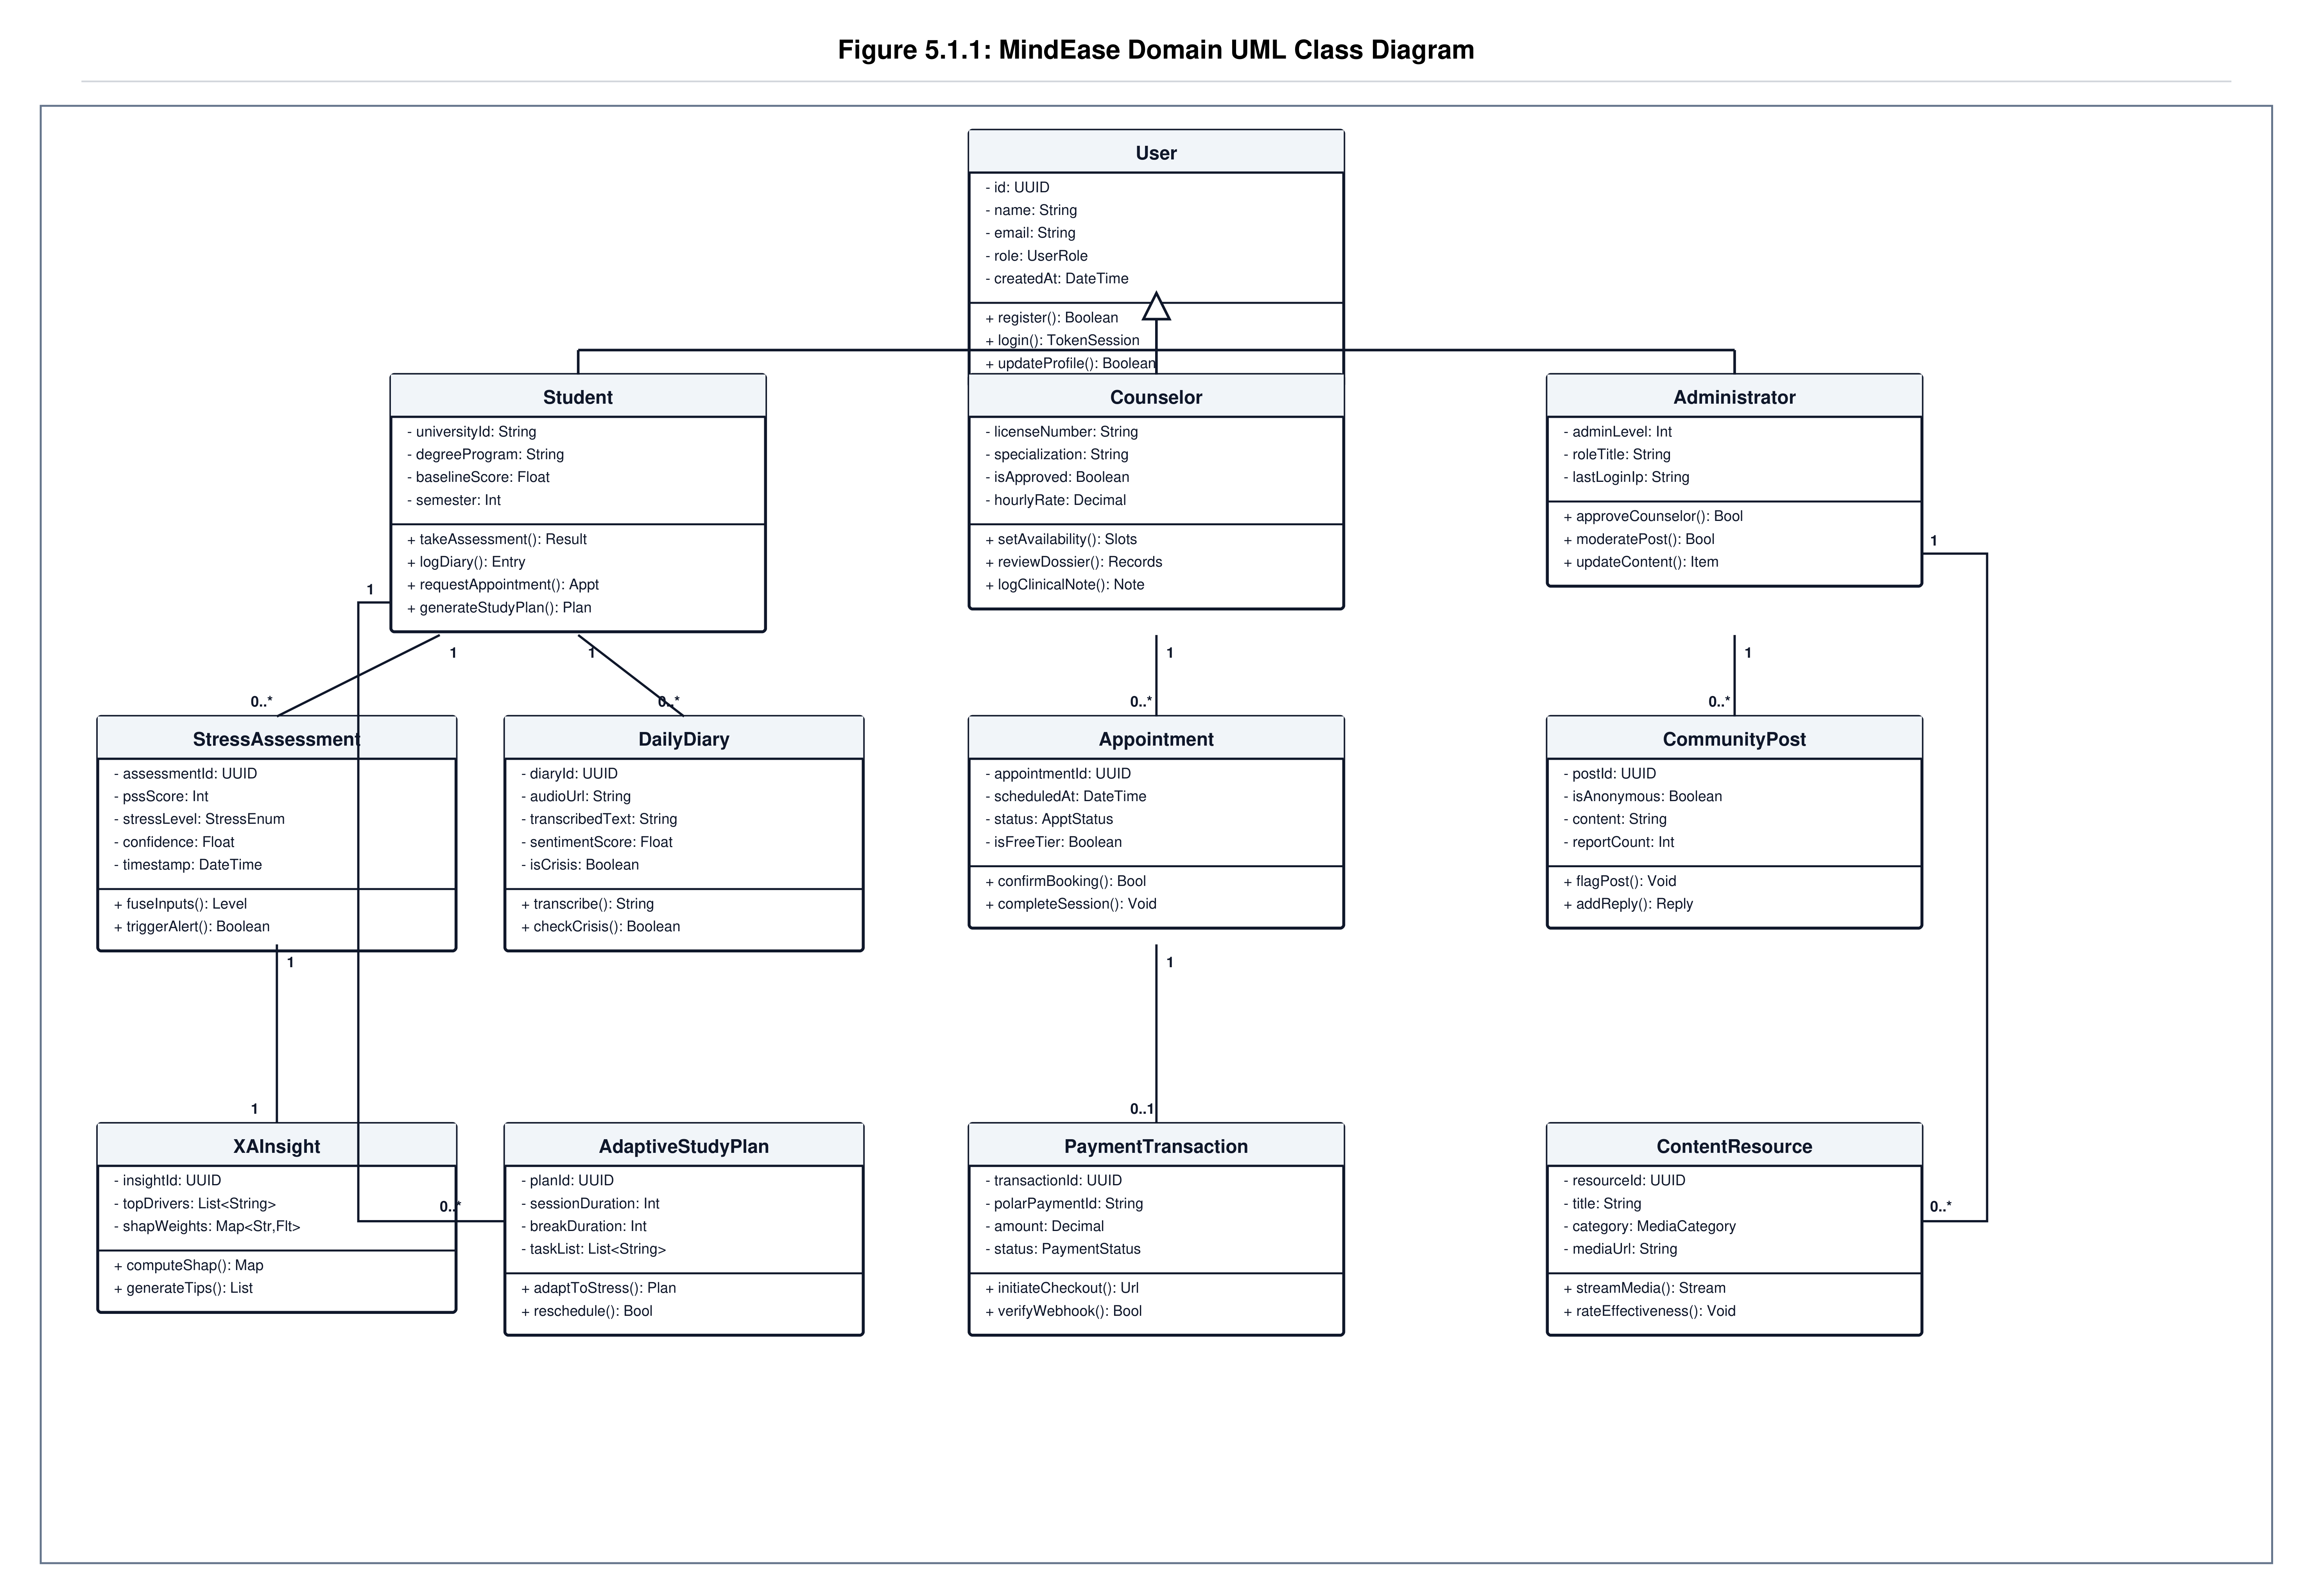 Figure 5.1.1: MindEase Domain UML Class Diagram
User
- id: UUID
- name: String
- email: String
- role: UserRole
- createdAt: DateTime
+ register(): Boolean
+ login(): TokenSession
+ updateProfile(): Boolean
Student
- universityId: String
- degreeProgram: String
- baselineScore: Float
- semester: Int
+ takeAssessment(): Result
+ logDiary(): Entry
+ requestAppointment(): Appt
+ generateStudyPlan(): Plan
Counselor
- licenseNumber: String
- specialization: String
- isApproved: Boolean
- hourlyRate: Decimal
+ setAvailability(): Slots
+ reviewDossier(): Records
+ logClinicalNote(): Note
Administrator
- adminLevel: Int
- roleTitle: String
- lastLoginIp: String
+ approveCounselor(): Bool
+ moderatePost(): Bool
+ updateContent(): Item
1
1
1
1
1
1
0..*
0..*
0..*
0..*
StressAssessment
- assessmentId: UUID
- pssScore: Int
- stressLevel: StressEnum
- confidence: Float
- timestamp: DateTime
+ fuseInputs(): Level
+ triggerAlert(): Boolean
DailyDiary
- diaryId: UUID
- audioUrl: String
- transcribedText: String
- sentimentScore: Float
- isCrisis: Boolean
+ transcribe(): String
+ checkCrisis(): Boolean
Appointment
- appointmentId: UUID
- scheduledAt: DateTime
- status: ApptStatus
- isFreeTier: Boolean
+ confirmBooking(): Bool
+ completeSession(): Void
CommunityPost
- postId: UUID
- isAnonymous: Boolean
- content: String
- reportCount: Int
+ flagPost(): Void
+ addReply(): Reply
1
1
1
0..1
XAInsight
- insightId: UUID
- topDrivers: List<String>
- shapWeights: Map<Str,Flt>
+ computeShap(): Map
+ generateTips(): List
0..*
AdaptiveStudyPlan
- planId: UUID
- sessionDuration: Int
- breakDuration: Int
- taskList: List<String>
+ adaptToStress(): Plan
+ reschedule(): Bool
PaymentTransaction
- transactionId: UUID
- polarPaymentId: String
- amount: Decimal
- status: PaymentStatus
+ initiateCheckout(): Url
+ verifyWebhook(): Bool
ContentResource
- resourceId: UUID
- title: String
- category: MediaCategory
- mediaUrl: String
+ streamMedia(): Stream
+ rateEffectiveness(): Void
0..*